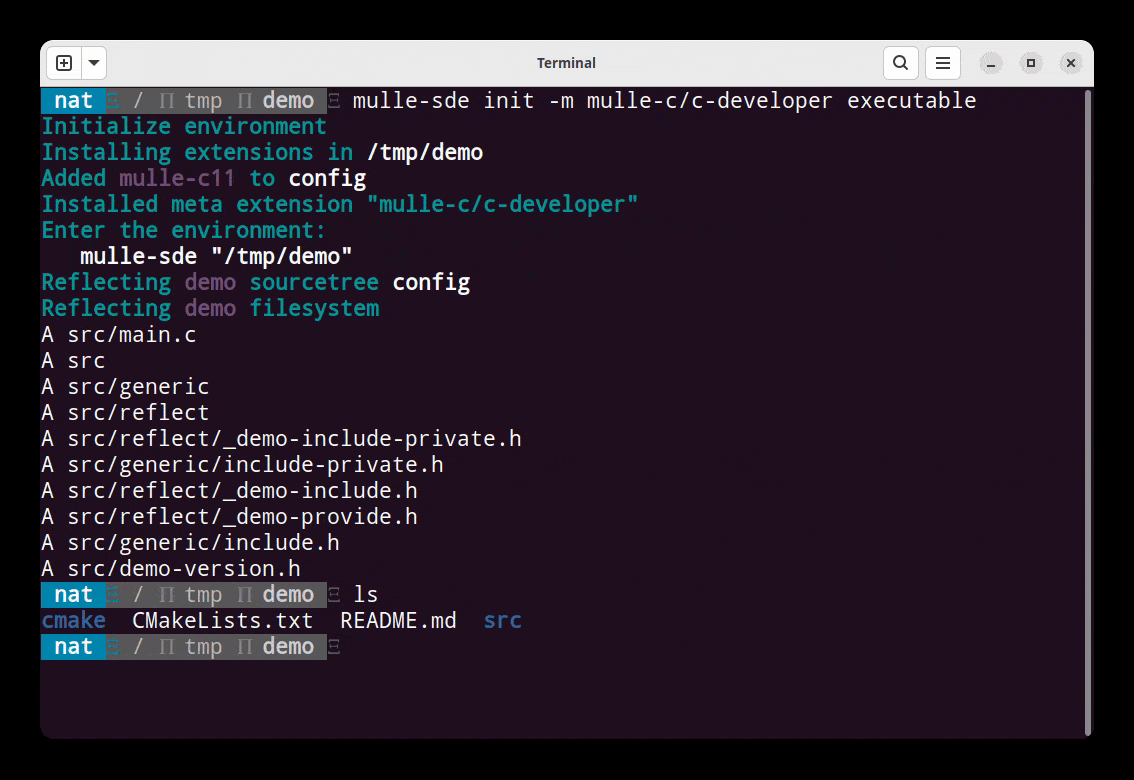 Terminal
nat / tmp demo mulle-sde init -m mulle-c/c-developer executable
Initialize environment
Installing extensions in /tmp/demo
Added mulle-c11 to config
Installed meta extension "mulle-c/c-developer"
Enter the environment:
   mulle-sde "/tmp/demo"
Reflecting demo sourcetree config
Reflecting demo filesystem
A src/main.c
A src
A src/generic
A src/reflect
A src/reflect/_demo-include-private.h
A src/generic/include-private.h
A src/reflect/_demo-include.h
A src/reflect/_demo-provide.h
A src/generic/include.h
A src/demo-version.h
nat / tmp demo ls
cmake  CMakeLists.txt  README.md  src
nat / tmp demo